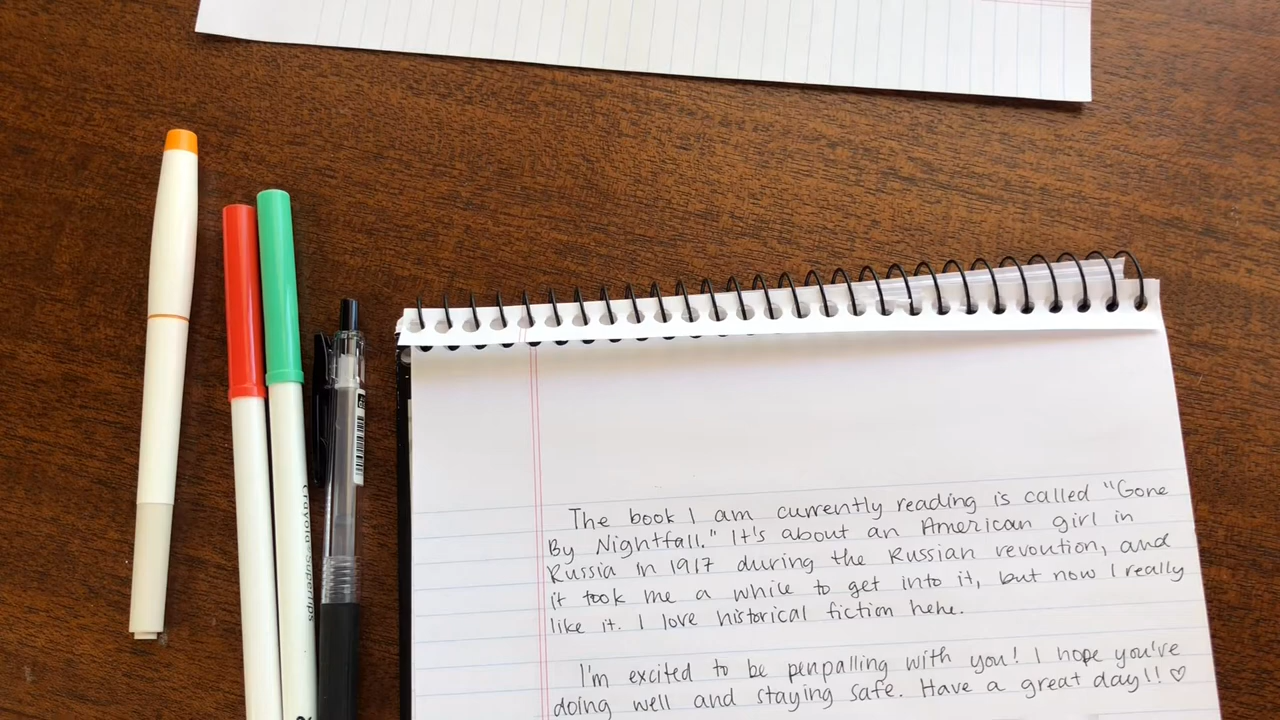 The book I am currently reading is called "Gone
By Nightfall." It's about an American girl in
Russia in 1917 during the Russian revoution, and
it took me a while to get into it, but now I really
like it. I love historical fiction hehe.
I'm excited to be penpalling with you! I hope you've
doing well and staying safe. Have a great day!! ♡
Crayola Supertips